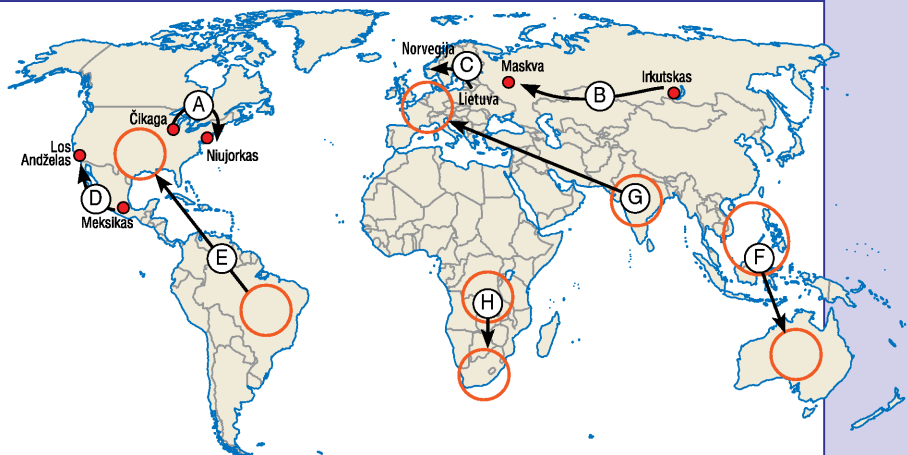 Norvegija
C
Maskva
Irkutskas
B
Lietuva
A
Čikaga
Niujorkas
Los
Andželas
D
Meksikas
G
E
F
H